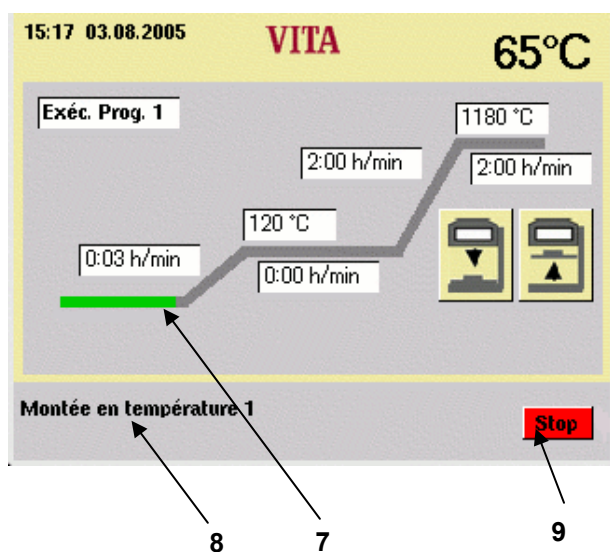 15:17 03.08.2005 VITA 65°C
Exéc. Prog. 1
1180 °C
2:00 h/min
2:00 h/min
120 °C
0:03 h/min
0:00 h/min
Montée en température 1
Stop
8 7 9